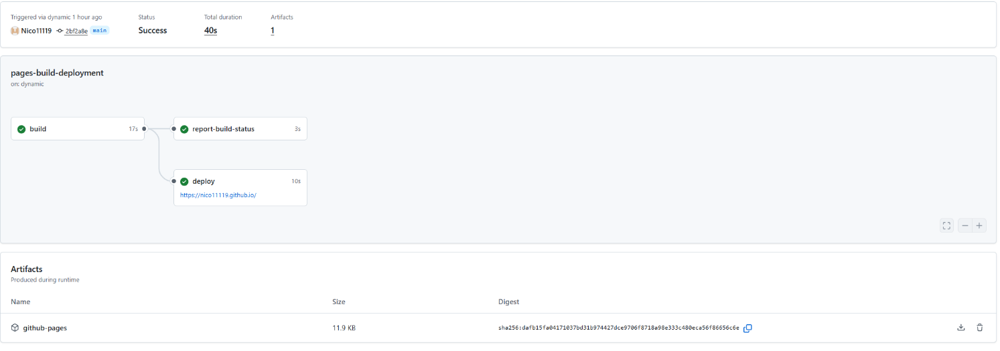 Triggered via dynamic 1 hour ago Status Total duration Artifacts
Nico11119 2bf2a8e main Success 40s 1
pages-build-deployment
on: dynamic
build 17s report-build-status 3s
deploy 10s
https://nico11119.github.io/
Artifacts
Produced during runtime
Name Size Digest
github-pages 11.9 KB sha256:dafb15fa04171037bd31b974427dce9706f8718a98e333c480eca56f86656c6e